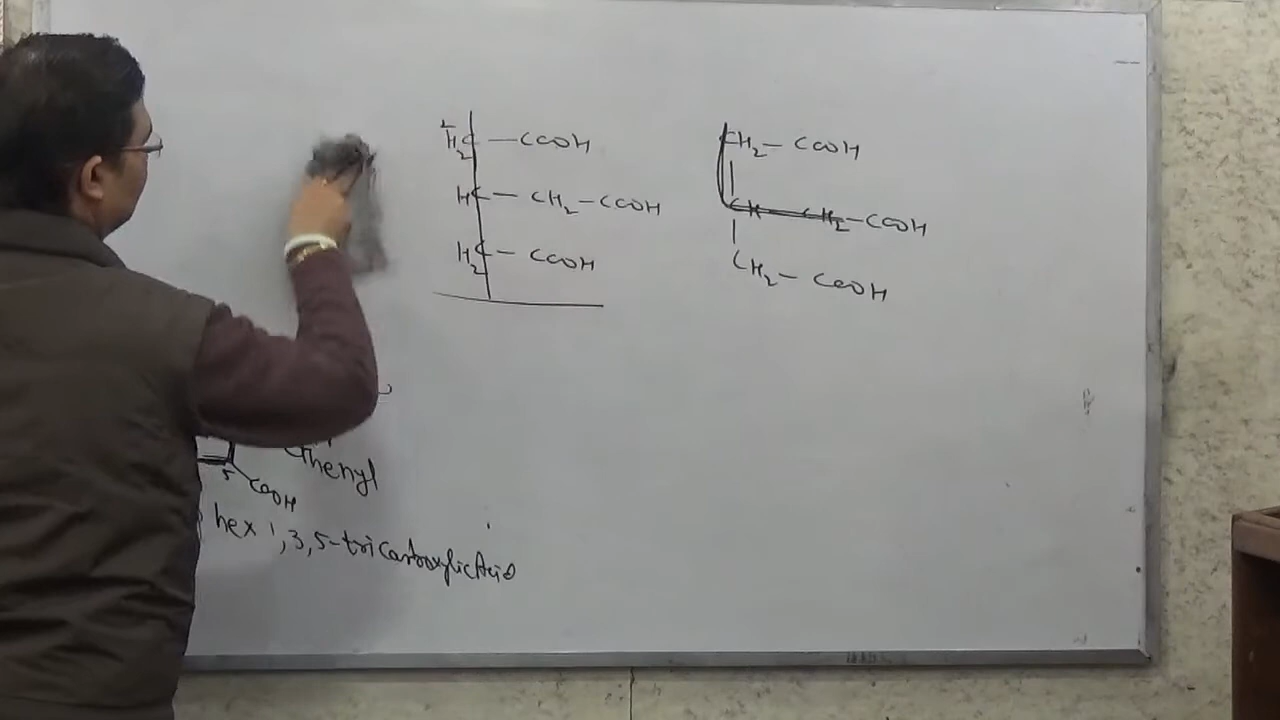 H₂C — COOH
HC — CH₂ — COOH
H₂C — COOH
CH₂ — COOH
CH — CH₂ — COOH
CH₂ — COOH
Phenyl
5 COOH
hex 1,3,5-tricarboxylic Acid